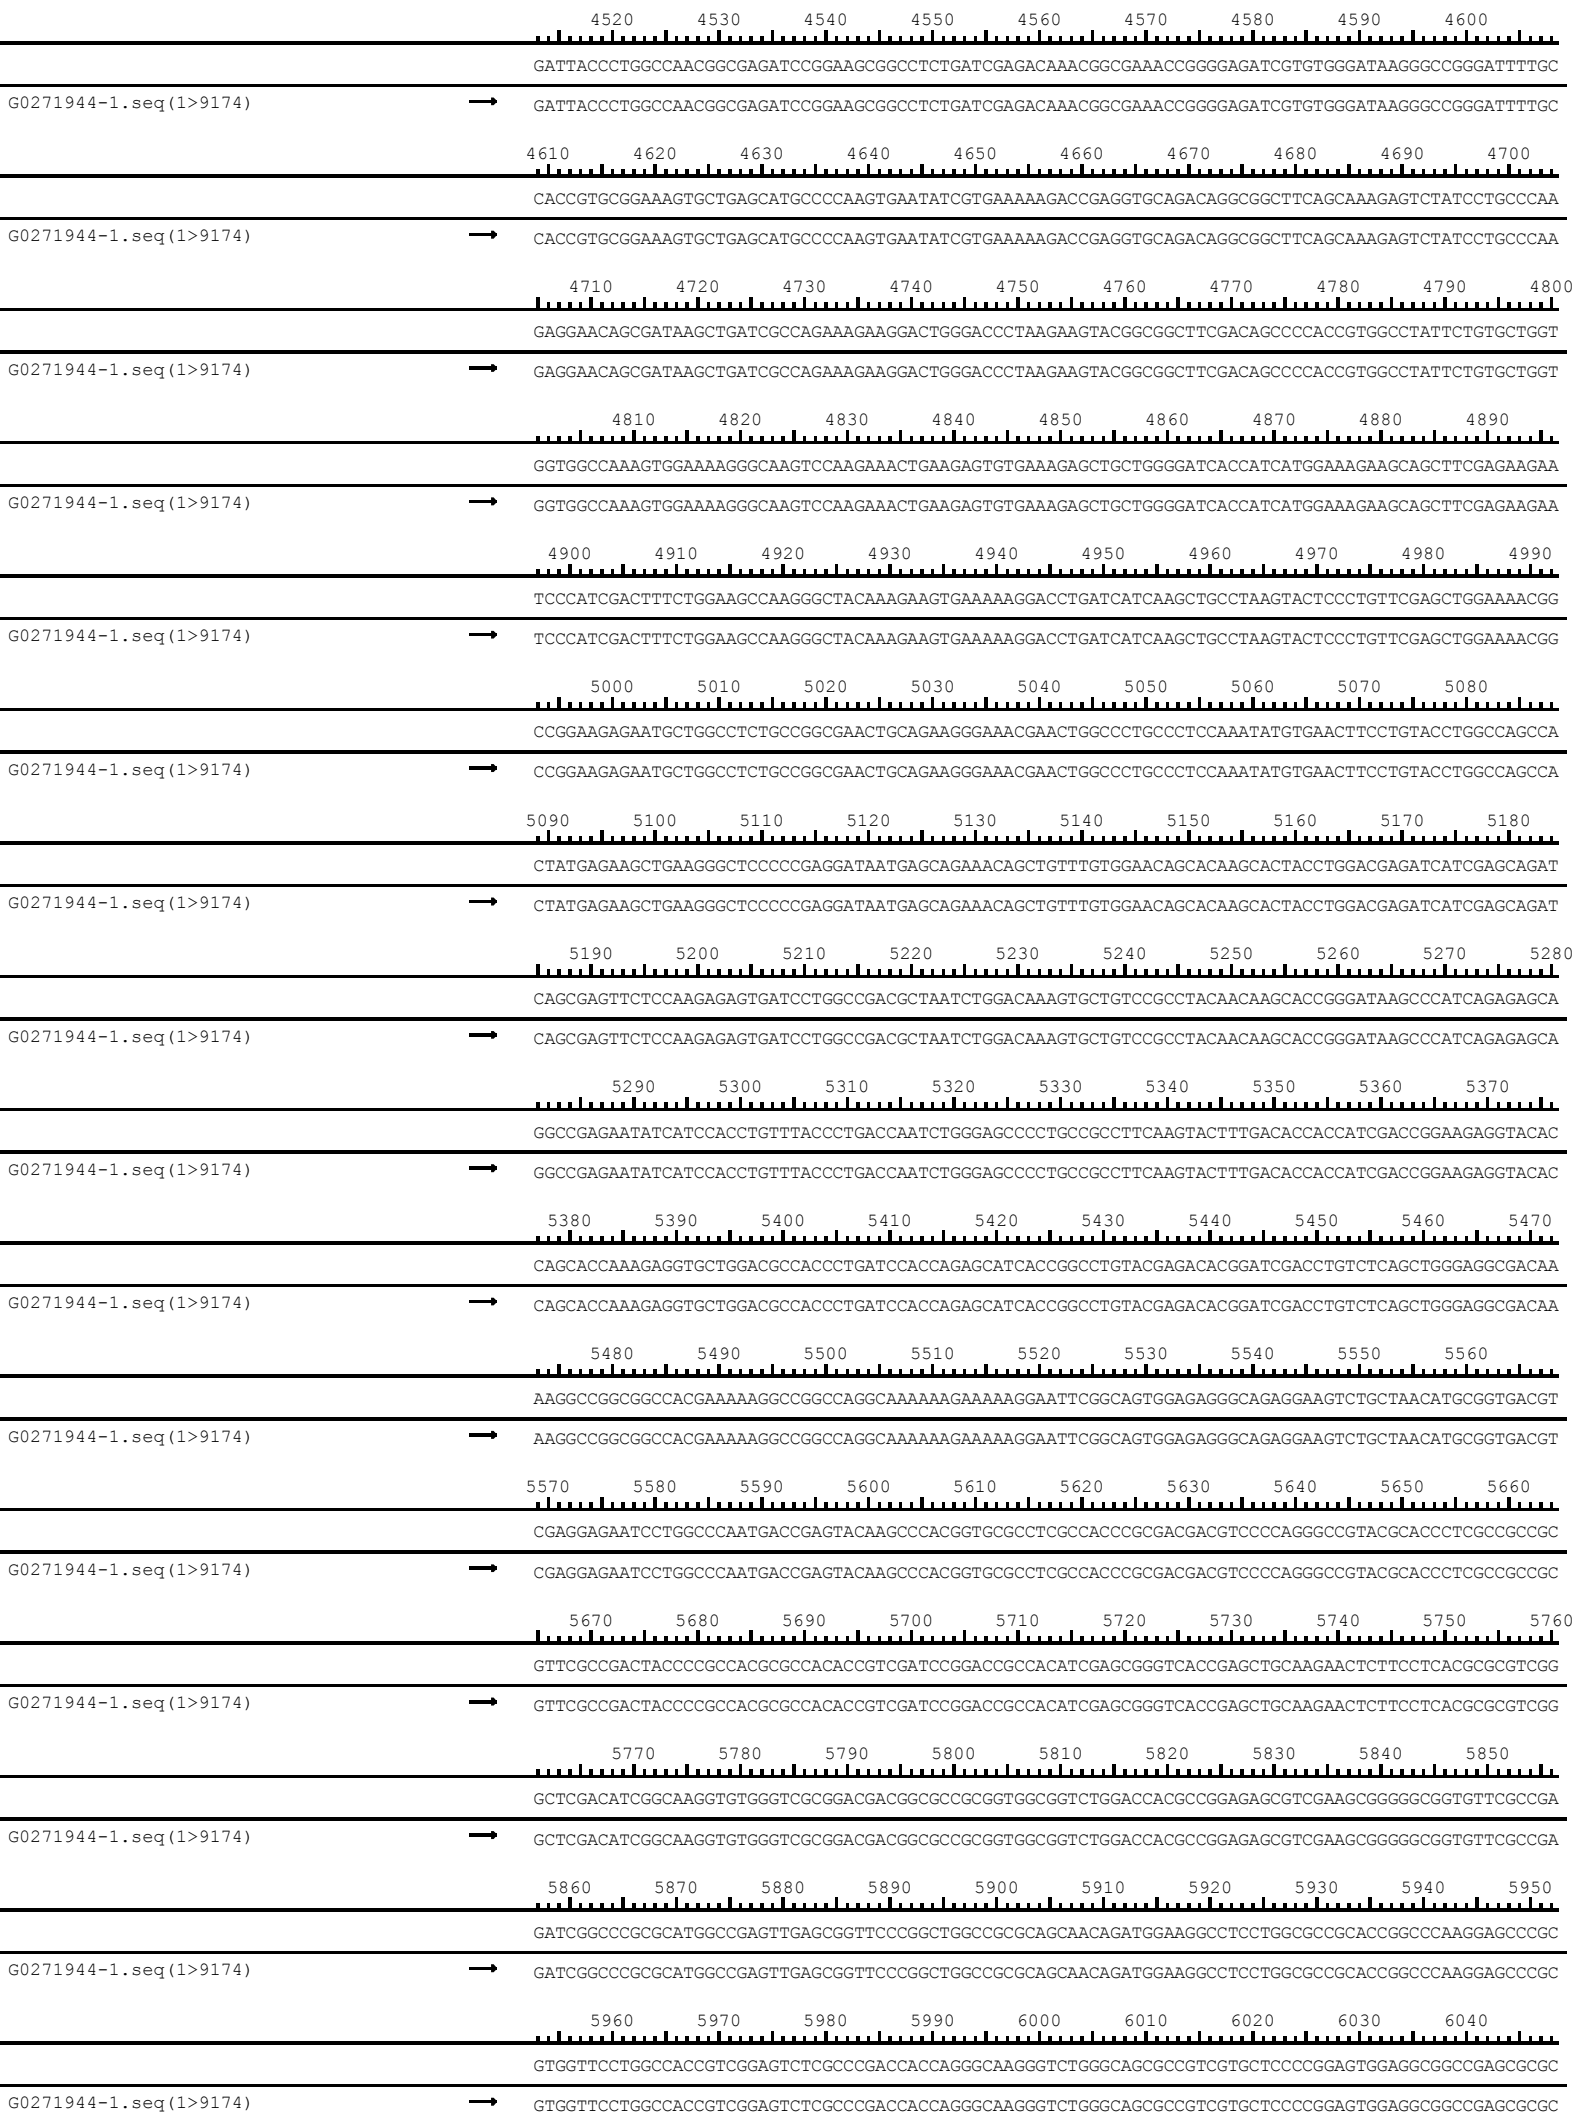 4520 4530 4540 4550 4560 4570 4580 4590 4600
GATTACCCTGGCCAACGGCGAGATCCGGAAGCGGCCTCTGATCGAGACAAACGGCGAAACCGGGGAGATCGTGTGGGATAAGGGCCGGGATTTTGC
G0271944-1.seq(1>9174) GATTACCCTGGCCAACGGCGAGATCCGGAAGCGGCCTCTGATCGAGACAAACGGCGAAACCGGGGAGATCGTGTGGGATAAGGGCCGGGATTTTGC
4610 4620 4630 4640 4650 4660 4670 4680 4690 4700
CACCGTGCGGAAAGTGCTGAGCATGCCCCAAGTGAATATCGTGAAAAAGACCGAGGTGCAGACAGGCGGCTTCAGCAAAGAGTCTATCCTGCCCAA
G0271944-1.seq(1>9174) CACCGTGCGGAAAGTGCTGAGCATGCCCCAAGTGAATATCGTGAAAAAGACCGAGGTGCAGACAGGCGGCTTCAGCAAAGAGTCTATCCTGCCCAA
4710 4720 4730 4740 4750 4760 4770 4780 4790 4800
GAGGAACAGCGATAAGCTGATCGCCAGAAAGAAGGACTGGGACCCTAAGAAGTACGGCGGCTTCGACAGCCCCACCGTGGCCTATTCTGTGCTGGT
G0271944-1.seq(1>9174) GAGGAACAGCGATAAGCTGATCGCCAGAAAGAAGGACTGGGACCCTAAGAAGTACGGCGGCTTCGACAGCCCCACCGTGGCCTATTCTGTGCTGGT
4810 4820 4830 4840 4850 4860 4870 4880 4890
GGTGGCCAAAGTGGAAAAGGGCAAGTCCAAGAAACTGAAGAGTGTGAAAGAGCTGCTGGGGATCACCATCATGGAAAGAAGCAGCTTCGAGAAGAA
G0271944-1.seq(1>9174) GGTGGCCAAAGTGGAAAAGGGCAAGTCCAAGAAACTGAAGAGTGTGAAAGAGCTGCTGGGGATCACCATCATGGAAAGAAGCAGCTTCGAGAAGAA
4900 4910 4920 4930 4940 4950 4960 4970 4980 4990
TCCCATCGACTTTCTGGAAGCCAAGGGCTACAAAGAAGTGAAAAAGGACCTGATCATCAAGCTGCCTAAGTACTCCCTGTTCGAGCTGGAAAACGG
G0271944-1.seq(1>9174) TCCCATCGACTTTCTGGAAGCCAAGGGCTACAAAGAAGTGAAAAAGGACCTGATCATCAAGCTGCCTAAGTACTCCCTGTTCGAGCTGGAAAACGG
5000 5010 5020 5030 5040 5050 5060 5070 5080
CCGGAAGAGAATGCTGGCCTCTGCCGGCGAACTGCAGAAGGGAAACGAACTGGCCCTGCCCTCCAAATATGTGAACTTCCTGTACCTGGCCAGCCA
G0271944-1.seq(1>9174) CCGGAAGAGAATGCTGGCCTCTGCCGGCGAACTGCAGAAGGGAAACGAACTGGCCCTGCCCTCCAAATATGTGAACTTCCTGTACCTGGCCAGCCA
5090 5100 5110 5120 5130 5140 5150 5160 5170 5180
CTATGAGAAGCTGAAGGGCTCCCCCGAGGATAATGAGCAGAAACAGCTGTTTGTGGAACAGCACAAGCACTACCTGGACGAGATCATCGAGCAGAT
G0271944-1.seq(1>9174) CTATGAGAAGCTGAAGGGCTCCCCCGAGGATAATGAGCAGAAACAGCTGTTTGTGGAACAGCACAAGCACTACCTGGACGAGATCATCGAGCAGAT
5190 5200 5210 5220 5230 5240 5250 5260 5270 5280
CAGCGAGTTCTCCAAGAGAGTGATCCTGGCCGACGCTAATCTGGACAAAGTGCTGTCCGCCTACAACAAGCACCGGGATAAGCCCATCAGAGAGCA
G0271944-1.seq(1>9174) CAGCGAGTTCTCCAAGAGAGTGATCCTGGCCGACGCTAATCTGGACAAAGTGCTGTCCGCCTACAACAAGCACCGGGATAAGCCCATCAGAGAGCA
5290 5300 5310 5320 5330 5340 5350 5360 5370
GGCCGAGAATATCATCCACCTGTTTACCCTGACCAATCTGGGAGCCCCTGCCGCCTTCAAGTACTTTGACACCACCATCGACCGGAAGAGGTACAC
G0271944-1.seq(1>9174) GGCCGAGAATATCATCCACCTGTTTACCCTGACCAATCTGGGAGCCCCTGCCGCCTTCAAGTACTTTGACACCACCATCGACCGGAAGAGGTACAC
5380 5390 5400 5410 5420 5430 5440 5450 5460 5470
CAGCACCAAAGAGGTGCTGGACGCCACCCTGATCCACCAGAGCATCACCGGCCTGTACGAGACACGGATCGACCTGTCTCAGCTGGGAGGCGACAA
G0271944-1.seq(1>9174) CAGCACCAAAGAGGTGCTGGACGCCACCCTGATCCACCAGAGCATCACCGGCCTGTACGAGACACGGATCGACCTGTCTCAGCTGGGAGGCGACAA
5480 5490 5500 5510 5520 5530 5540 5550 5560
AAGGCCGGCGGCCACGAAAAAGGCCGGCCAGGCAAAAAAGAAAAAGGAATTCGGCAGTGGAGAGGGCAGAGGAAGTCTGCTAACATGCGGTGACGT
G0271944-1.seq(1>9174) AAGGCCGGCGGCCACGAAAAAGGCCGGCCAGGCAAAAAAGAAAAAGGAATTCGGCAGTGGAGAGGGCAGAGGAAGTCTGCTAACATGCGGTGACGT
5570 5580 5590 5600 5610 5620 5630 5640 5650 5660
CGAGGAGAATCCTGGCCCAATGACCGAGTACAAGCCCACGGTGCGCCTCGCCACCCGCGACGACGTCCCCAGGGCCGTACGCACCCTCGCCGCCGC
G0271944-1.seq(1>9174) CGAGGAGAATCCTGGCCCAATGACCGAGTACAAGCCCACGGTGCGCCTCGCCACCCGCGACGACGTCCCCAGGGCCGTACGCACCCTCGCCGCCGC
5670 5680 5690 5700 5710 5720 5730 5740 5750 5760
GTTCGCCGACTACCCCGCCACGCGCCACACCGTCGATCCGGACCGCCACATCGAGCGGGTCACCGAGCTGCAAGAACTCTTCCTCACGCGCGTCGG
G0271944-1.seq(1>9174) GTTCGCCGACTACCCCGCCACGCGCCACACCGTCGATCCGGACCGCCACATCGAGCGGGTCACCGAGCTGCAAGAACTCTTCCTCACGCGCGTCGG
5770 5780 5790 5800 5810 5820 5830 5840 5850
GCTCGACATCGGCAAGGTGTGGGTCGCGGACGACGGCGCCGCGGTGGCGGTCTGGACCACGCCGGAGAGCGTCGAAGCGGGGGCGGTGTTCGCCGA
G0271944-1.seq(1>9174) GCTCGACATCGGCAAGGTGTGGGTCGCGGACGACGGCGCCGCGGTGGCGGTCTGGACCACGCCGGAGAGCGTCGAAGCGGGGGCGGTGTTCGCCGA
5860 5870 5880 5890 5900 5910 5920 5930 5940 5950
GATCGGCCCGCGCATGGCCGAGTTGAGCGGTTCCCGGCTGGCCGCGCAGCAACAGATGGAAGGCCTCCTGGCGCCGCACCGGCCCAAGGAGCCCGC
G0271944-1.seq(1>9174) GATCGGCCCGCGCATGGCCGAGTTGAGCGGTTCCCGGCTGGCCGCGCAGCAACAGATGGAAGGCCTCCTGGCGCCGCACCGGCCCAAGGAGCCCGC
5960 5970 5980 5990 6000 6010 6020 6030 6040
GTGGTTCCTGGCCACCGTCGGAGTCTCGCCCGACCACCAGGGCAAGGGTCTGGGCAGCGCCGTCGTGCTCCCCGGAGTGGAGGCGGCCGAGCGCGC
G0271944-1.seq(1>9174) GTGGTTCCTGGCCACCGTCGGAGTCTCGCCCGACCACCAGGGCAAGGGTCTGGGCAGCGCCGTCGTGCTCCCCGGAGTGGAGGCGGCCGAGCGCGC